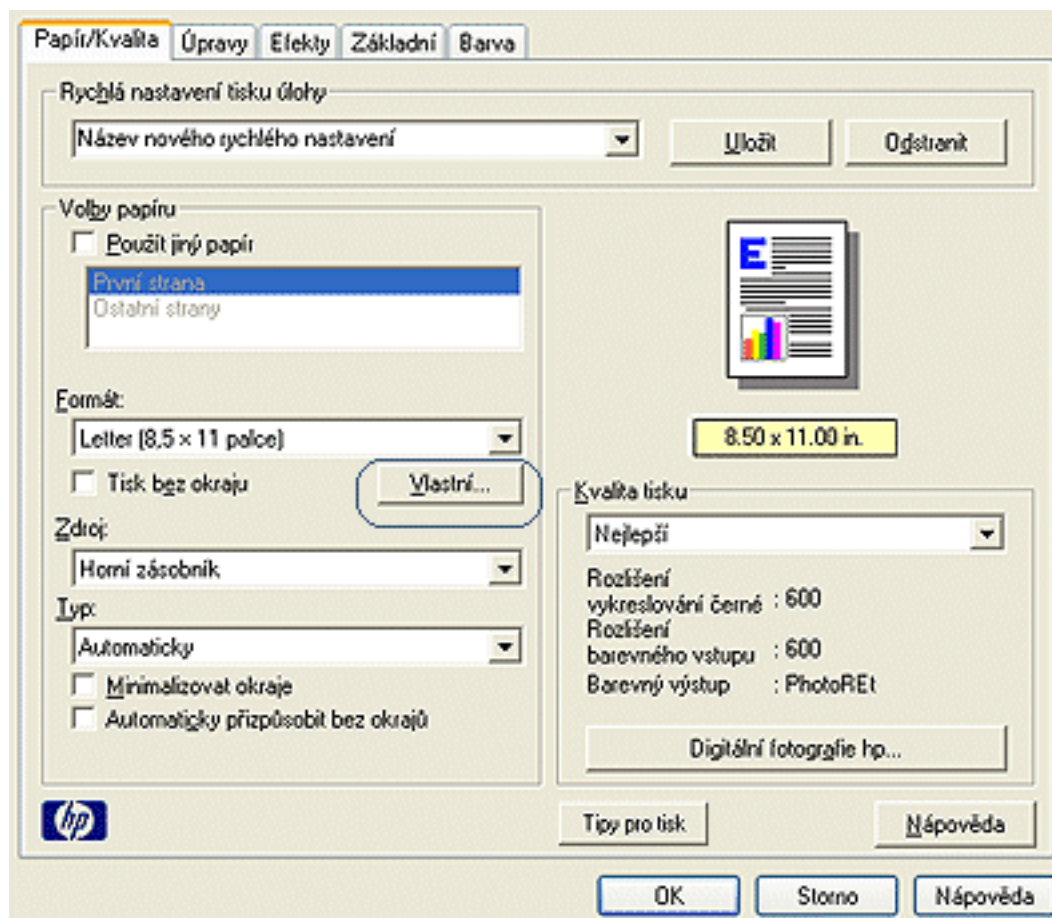 Papír/Kvalita Úpravy Efekty Základní Barva
Rychlá nastavení tisku úlohy
Název nového rychlého nastavení
Uložit Odstranit
Volby papíru
Použít jiný papír
První strana
Ostatní strany
E
Formát:
Letter (8,5 × 11 palce)
8.50 x 11.00 in.
Tisk bez okraju Vlastní...
Kvalita tisku
Nejlepší
Zdroj:
Horní zásobník
Rozlišení
vykreslování černé : 600
Rozlišení
barevného vstupu : 600
Barevný výstup : PhotoREt
Typ:
Automaticky
Minimalizovat okraje
Automaticky přizpůsobit bez okrajů
Digitální fotografie hp...
hp
Tipy pro tisk Nápověda
OK Storno Nápověda